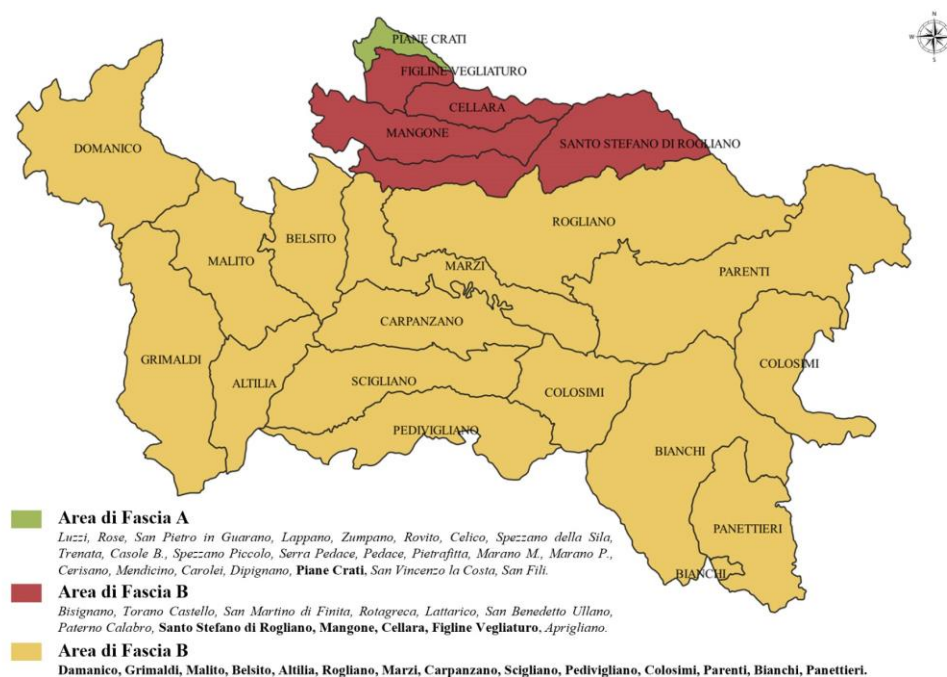 N
W E
S
PIANE CRATI
FIGLINE VEGLIATURO
CELLARA
MANGONE
SANTO STEFANO DI ROGLIANO
DOMANICO
ROGLIANO
BELSITO
MALITO
MARZI
PARENTI
CARPANZANO
GRIMALDI
COLOSIMI
ALTILIA
SCIGLIANO
COLOSIMI
PEDIVIGLIANO
BIANCHI
PANETTIERI
BIANCHI
Area di Fascia A
Luzzi, Rose, San Pietro in Guarano, Lappano, Zumpano, Rovito, Celico, Spezzano della Sila,
Trenata, Casole B., Spezzano Piccolo, Serra Pedace, Pedace, Pietrafitta, Marano M., Marano P.,
Cerisano, Mendicino, Carolei, Dipignano, Piane Crati, San Vincenzo la Costa, San Fili.
Area di Fascia B
Bisignano, Torano Castello, San Martino di Finita, Rotagreca, Lattarico, San Benedetto Ullano,
Paterno Calabro, Santo Stefano di Rogliano, Mangone, Cellara, Figline Vegliaturo, Aprigliano.
Area di Fascia B
Damanico, Grimaldi, Malito, Belsito, Altilia, Rogliano, Marzi, Carpanzano, Scigliano, Pedivigliano, Colosimi, Parenti, Bianchi, Panettieri.